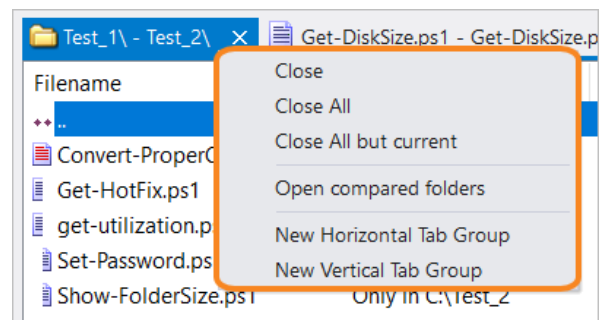 Test_1\ - Test_2\ Get-DiskSize.ps1 - Get-DiskSize.p
Filename
Close
..
Close All
Convert-ProperC
Close All but current
Get-HotFix.ps1
Open compared folders
get-utilization.p
New Horizontal Tab Group
Set-Password.ps
New Vertical Tab Group
Show-FolderSize.ps1 Only in C:\Test_2